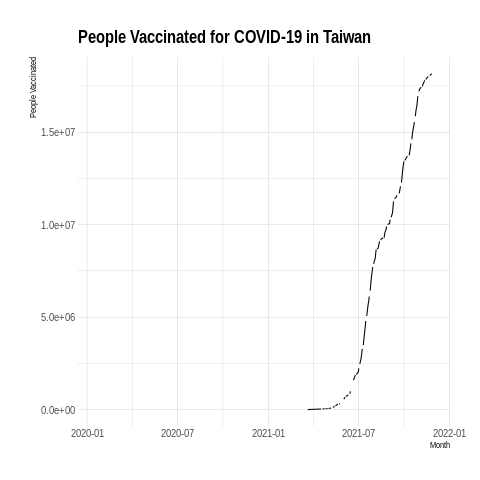 People Vaccinated for COVID-19 in Taiwan
People Vaccinated
1.5e+07
1.0e+07
5.0e+06
0.0e+00
2020-01
2020-07
2021-01
2021-07
2022-01
Month